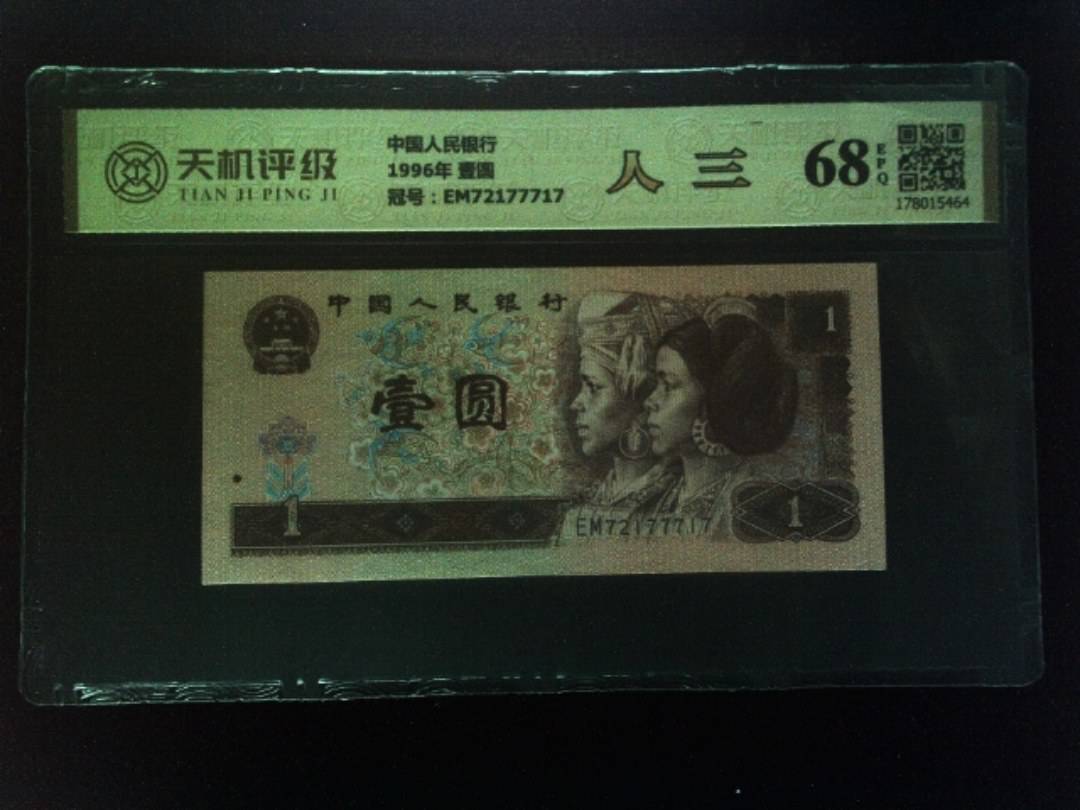 天机评级
TIAN JI PING JI
中国人民银行
1996年 壹圆
冠号：EM72177717
人 三
68
EPQ
178015464
中国人民银行
壹圆
1
1
EM72177717
1